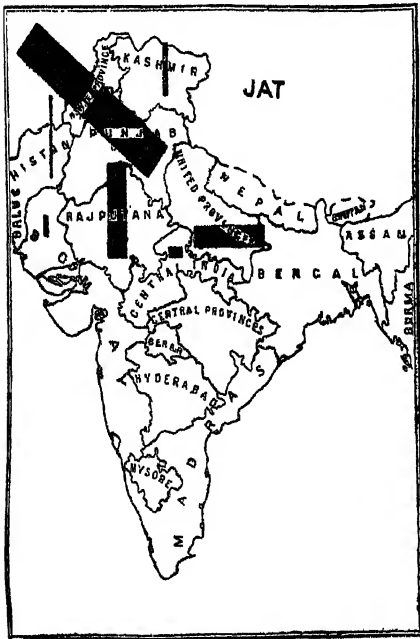 KASHMIR
JAT
PROVINCE
PUNJAB
BALUCHISTAN
UNITED PROVINCES
NEPAL
BHUTAN
RAJPUTANA
ASSAM
CENTRAL INDIA
BENGAL
BURMA
CENTRAL PROVINCES
BERAR
HYDERABAD
MADRAS
MYSORE